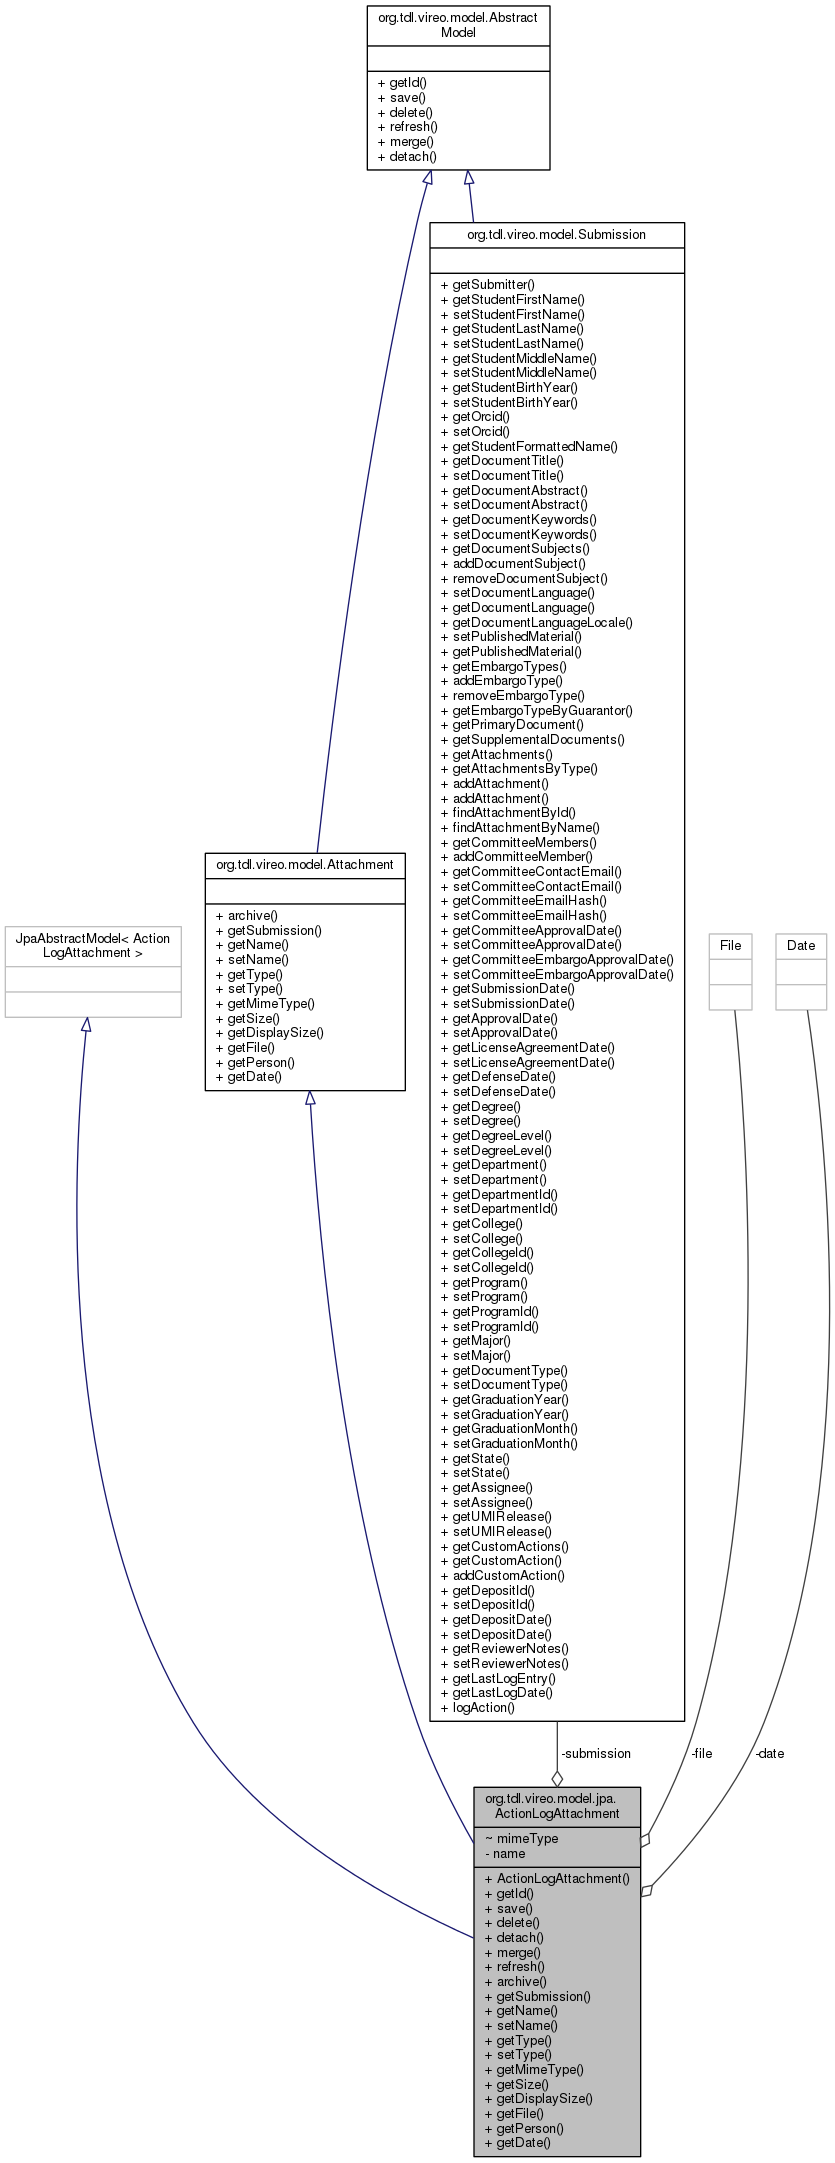 org.tdl.vireo.model.Abstract
Model
+ getId()
+ save()
+ delete()
+ refresh()
+ merge()
+ detach()
org.tdl.vireo.model.Submission
+ getSubmitter()
+ getStudentFirstName()
+ setStudentFirstName()
+ getStudentLastName()
+ setStudentLastName()
+ getStudentMiddleName()
+ setStudentMiddleName()
+ getStudentBirthYear()
+ setStudentBirthYear()
+ getOrcid()
+ setOrcid()
+ getStudentFormattedName()
+ getDocumentTitle()
+ setDocumentTitle()
+ getDocumentAbstract()
+ setDocumentAbstract()
+ getDocumentKeywords()
+ setDocumentKeywords()
+ getDocumentSubjects()
+ addDocumentSubject()
+ removeDocumentSubject()
+ setDocumentLanguage()
+ getDocumentLanguage()
+ getDocumentLanguageLocale()
+ setPublishedMaterial()
+ getPublishedMaterial()
+ getEmbargoTypes()
+ addEmbargoType()
+ removeEmbargoType()
+ getEmbargoTypeByGuarantor()
+ getPrimaryDocument()
+ getSupplementalDocuments()
+ getAttachments()
+ getAttachmentsByType()
+ addAttachment()
+ addAttachment()
+ findAttachmentById()
+ findAttachmentByName()
+ getCommitteeMembers()
+ addCommitteeMember()
+ getCommitteeContactEmail()
+ setCommitteeContactEmail()
+ getCommitteeEmailHash()
+ setCommitteeEmailHash()
+ getCommitteeApprovalDate()
+ setCommitteeApprovalDate()
+ getCommitteeEmbargoApprovalDate()
+ setCommitteeEmbargoApprovalDate()
+ getSubmissionDate()
+ setSubmissionDate()
+ getApprovalDate()
+ setApprovalDate()
+ getLicenseAgreementDate()
+ setLicenseAgreementDate()
+ getDefenseDate()
+ setDefenseDate()
+ getDegree()
+ setDegree()
+ getDegreeLevel()
+ setDegreeLevel()
+ getDepartment()
+ setDepartment()
+ getDepartmentId()
+ setDepartmentId()
+ getCollege()
+ setCollege()
+ getCollegeId()
+ setCollegeId()
+ getProgram()
+ setProgram()
+ getProgramId()
+ setProgramId()
+ getMajor()
+ setMajor()
+ getDocumentType()
+ setDocumentType()
+ getGraduationYear()
+ setGraduationYear()
+ getGraduationMonth()
+ setGraduationMonth()
+ getState()
+ setState()
+ getAssignee()
+ setAssignee()
+ getUMIRelease()
+ setUMIRelease()
+ getCustomActions()
+ getCustomAction()
+ addCustomAction()
+ getDepositId()
+ setDepositId()
+ getDepositDate()
+ setDepositDate()
+ getReviewerNotes()
+ setReviewerNotes()
+ getLastLogEntry()
+ getLastLogDate()
+ logAction()
org.tdl.vireo.model.Attachment
+ archive()
+ getSubmission()
+ getName()
+ setName()
+ getType()
+ setType()
+ getMimeType()
+ getSize()
+ getDisplaySize()
+ getFile()
+ getPerson()
+ getDate()
JpaAbstractModel< Action
LogAttachment >
File
Date
-submission
-file
-date
org.tdl.vireo.model.jpa.
ActionLogAttachment
~ mimeType
- name
+ ActionLogAttachment()
+ getId()
+ save()
+ delete()
+ detach()
+ merge()
+ refresh()
+ archive()
+ getSubmission()
+ getName()
+ setName()
+ getType()
+ setType()
+ getMimeType()
+ getSize()
+ getDisplaySize()
+ getFile()
+ getPerson()
+ getDate()